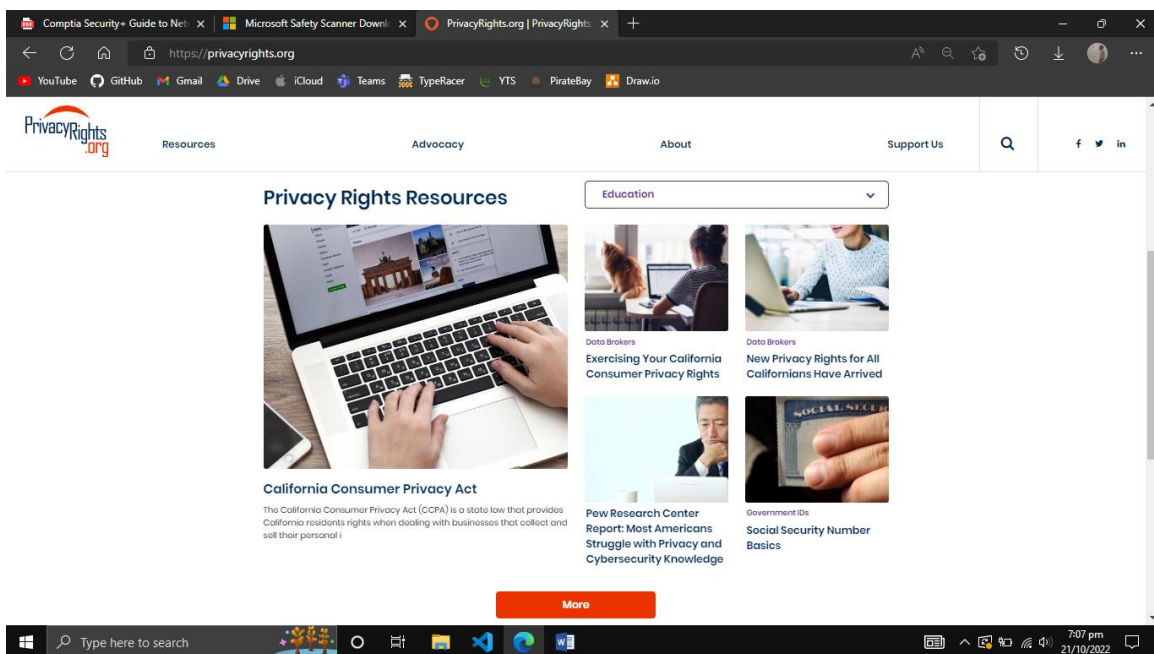 Comptia Security+ Guide to Net
Microsoft Safety Scanner Downlo
PrivacyRights.org | PrivacyRights.
https://privacyrights.org
YouTube
GitHub
Gmail
Drive
iCloud
Teams
TypeRacer
YTS
PirateBay
Draw.io
PrivacyRights
.org
Resources
Advocacy
About
Support Us
Privacy Rights Resources
Education
California Consumer Privacy Act
The California Consumer Privacy Act (CCPA) is a state law that provides
California residents rights when dealing with businesses that collect and
sell their personal i
Data Brokers
Exercising Your California
Consumer Privacy Rights
Data Brokers
New Privacy Rights for All
Californians Have Arrived
Pew Research Center
Report: Most Americans
Struggle with Privacy and
Cybersecurity Knowledge
SOCIAL SECUR
Government IDs
Social Security Number
Basics
More
Type here to search
7:07 pm
21/10/2022